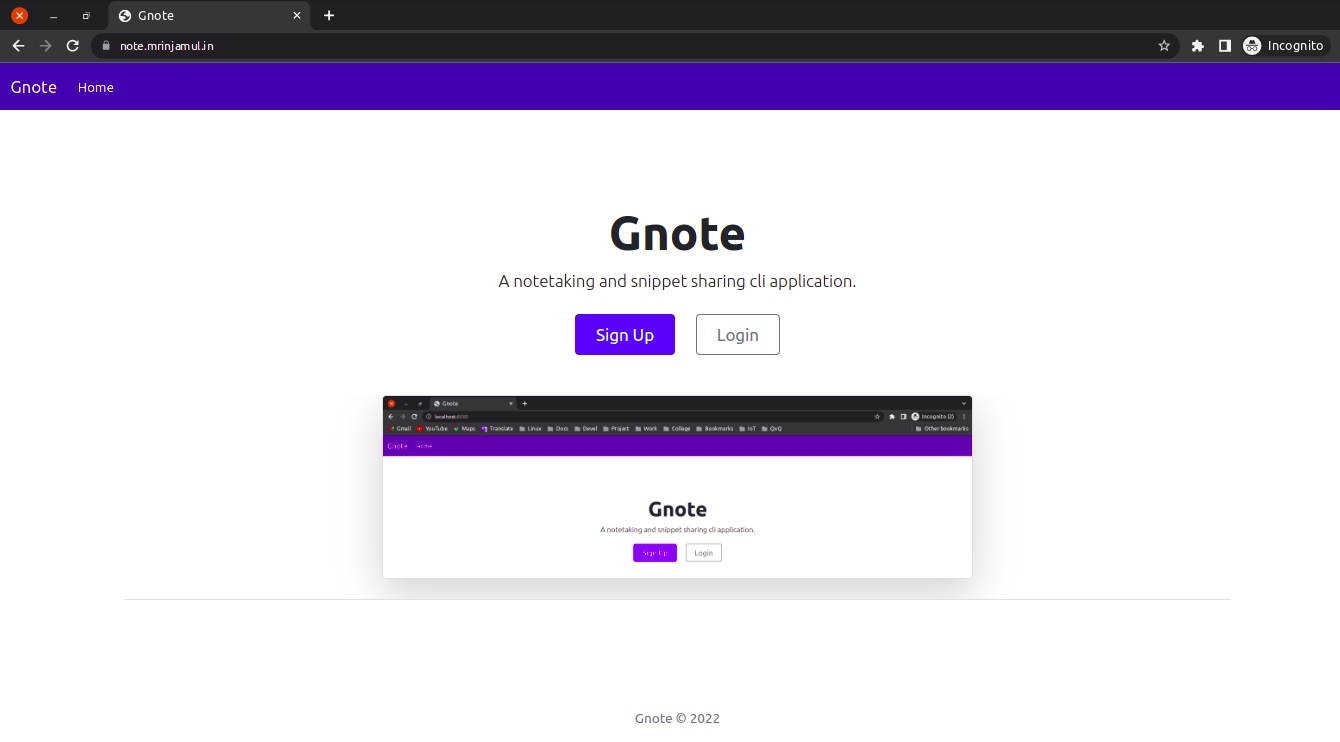 Gnote
note.mrinjamul.in
Incognito
Gnote Home
Gnote
A notetaking and snippet sharing cli application.
Sign Up Login
Gnote
localhost:8080
Incognito (2)
Gmail YouTube Maps Translate Linux Docs Devel Project Work College Bookmarks IoT QxQ Other bookmarks
Gnote Home
Gnote
A notetaking and snippet sharing cli application.
Sign Up Login
Gnote © 2022